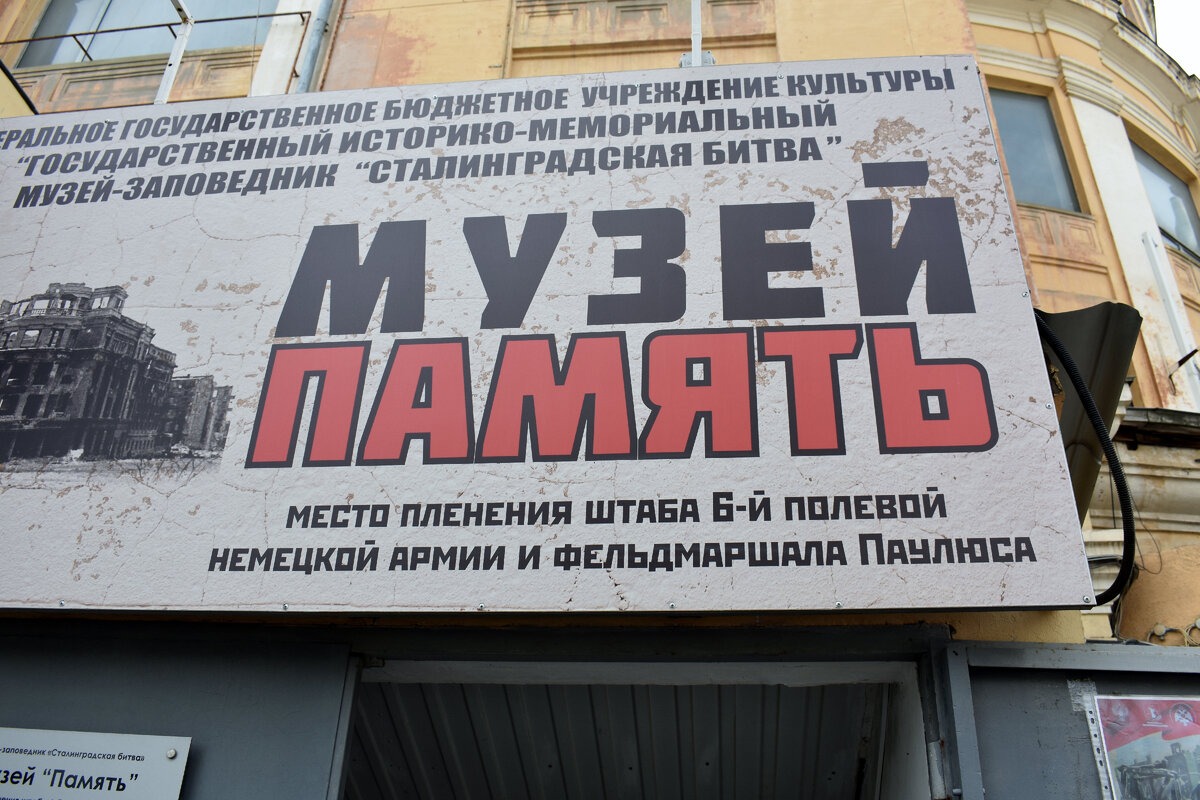 ГОСУДАРСТВЕННОЕ БЮДЖЕТНОЕ УЧРЕЖДЕНИЕ КУЛЬТУРЫ
"ГОСУДАРСТВЕННЫЙ ИСТОРИКО-МЕМОРИАЛЬНЫЙ
МУЗЕЙ-ЗАПОВЕДНИК "СТАЛИНГРАДСКАЯ БИТВА"
МУЗЕЙ
ПАМЯТЬ
МЕСТО ПЛЕНЕНИЯ ШТАБА 6-Й ПОЛЕВОЙ
НЕМЕЦКОЙ АРМИИ И ФЕЛЬДМАРШАЛА ПАУЛЮСА
-заповедник «Сталинградская битва»
зей "Память"